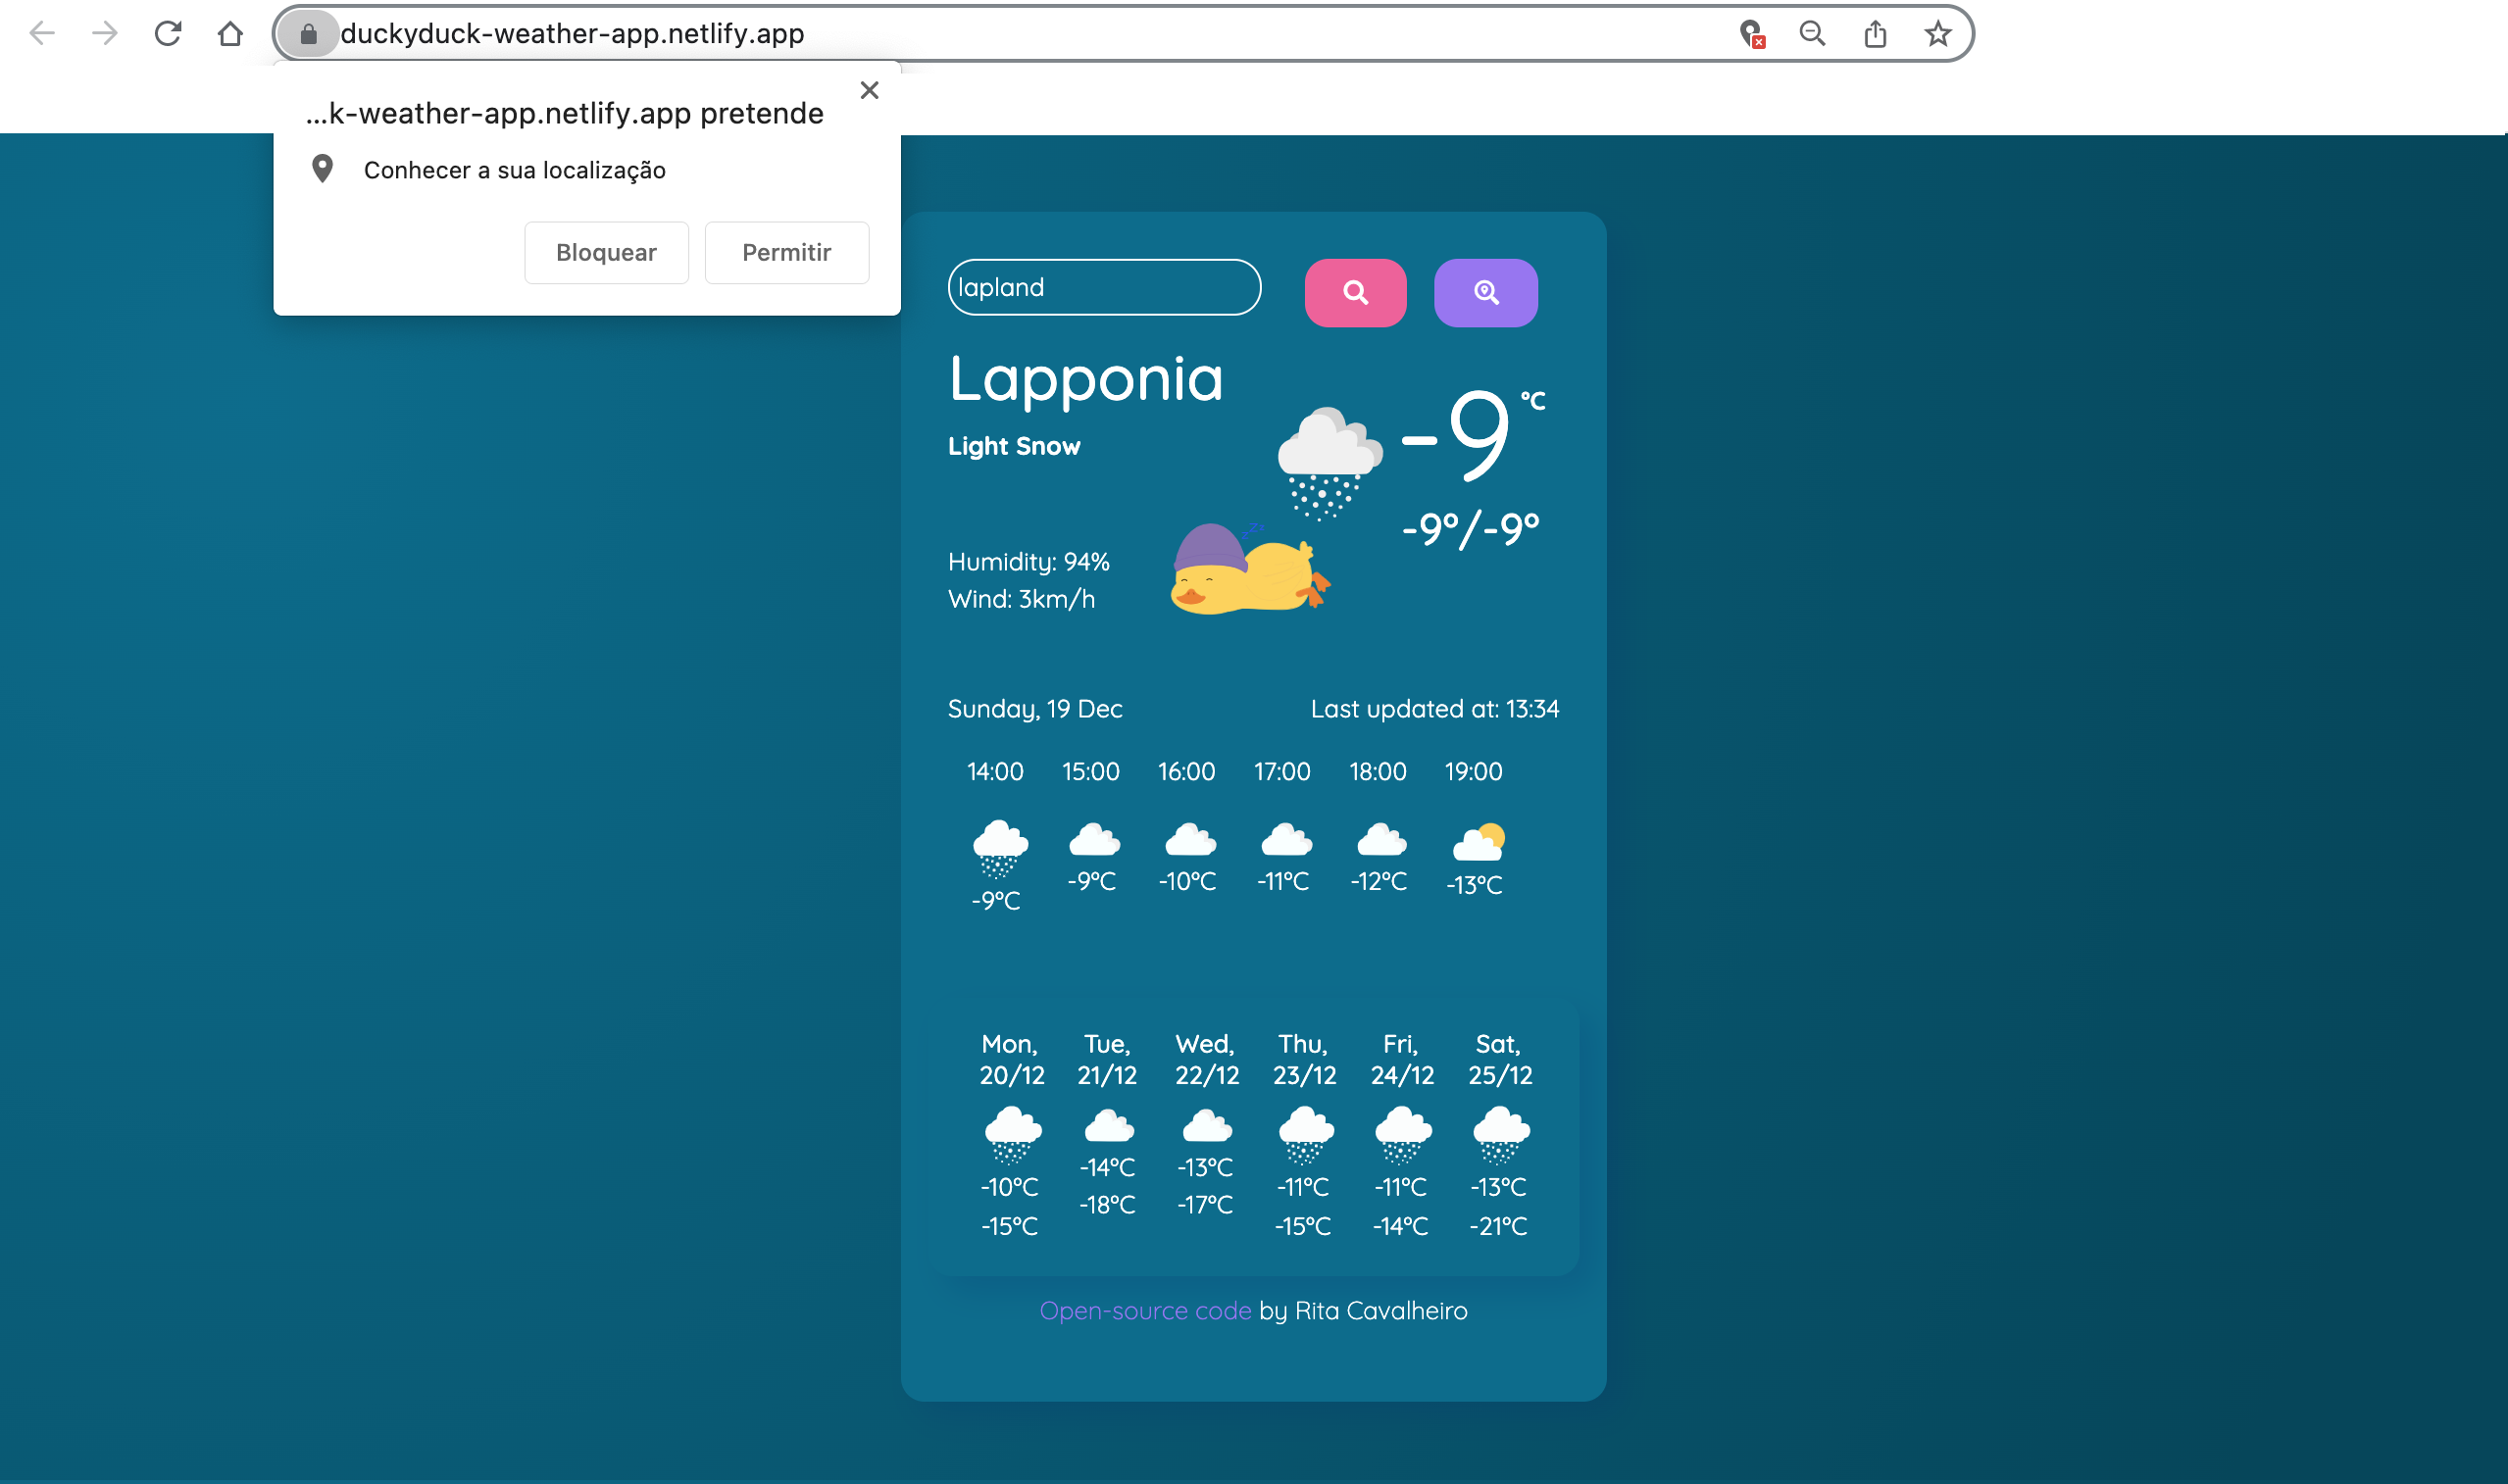 duckyduck-weather-app.netlify.app
...k-weather-app.netlify.app pretende
Conhecer a sua localização
Bloquear Permitir
lapland
Lapponia
-9 °C
Light Snow
-9°/-9°
Humidity: 94%
Wind: 3km/h
Sunday, 19 Dec Last updated at: 13:34
14:00 15:00 16:00 17:00 18:00 19:00
-9°C -9°C -10°C -11°C -12°C -13°C
Mon, Tue, Wed, Thu, Fri, Sat,
20/12 21/12 22/12 23/12 24/12 25/12
-10°C -14°C -13°C -11°C -11°C -13°C
-15°C -18°C -17°C -15°C -14°C -21°C
Open-source code by Rita Cavalheiro